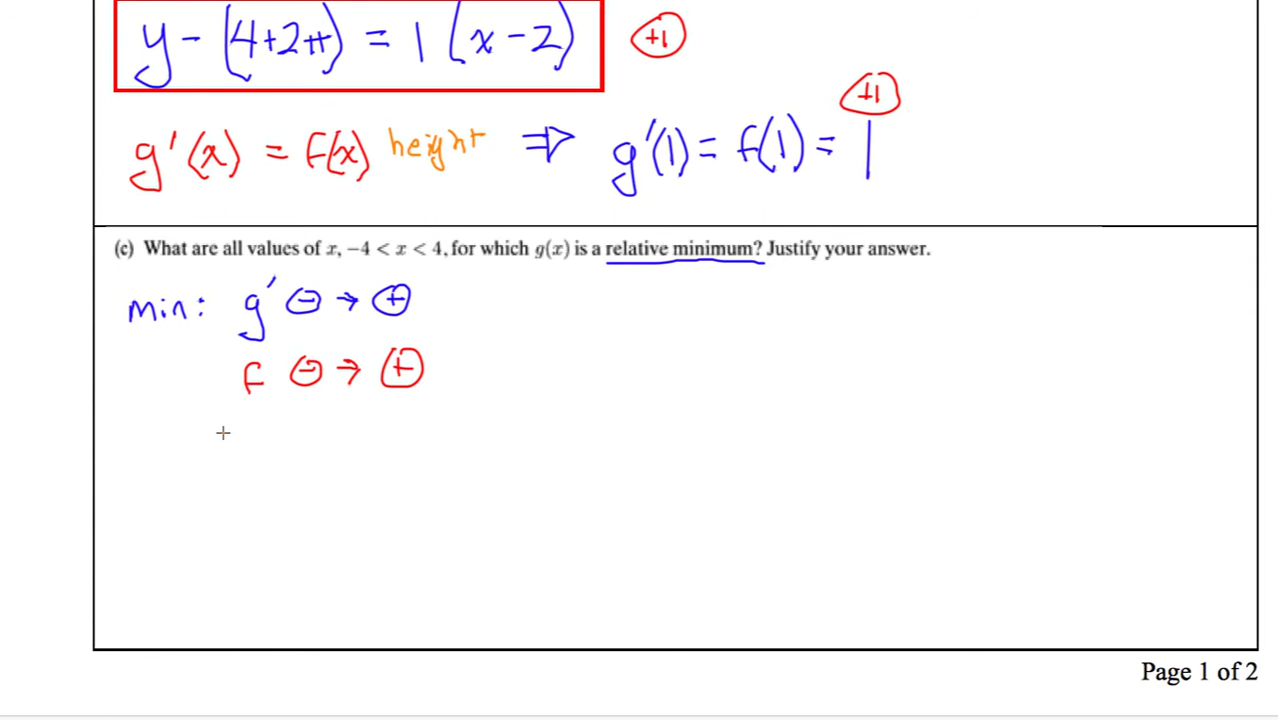 y - (4+2π) = 1 (x-2) +1
+1
g'(x) = f(x) height ⇒ g'(1) = f(1) = 1
(c) What are all values of x, −4 < x < 4, for which g(x) is a relative minimum? Justify your answer.
min: g' ⊖ → ⊕
f ⊖ → ⊕
Page 1 of 2